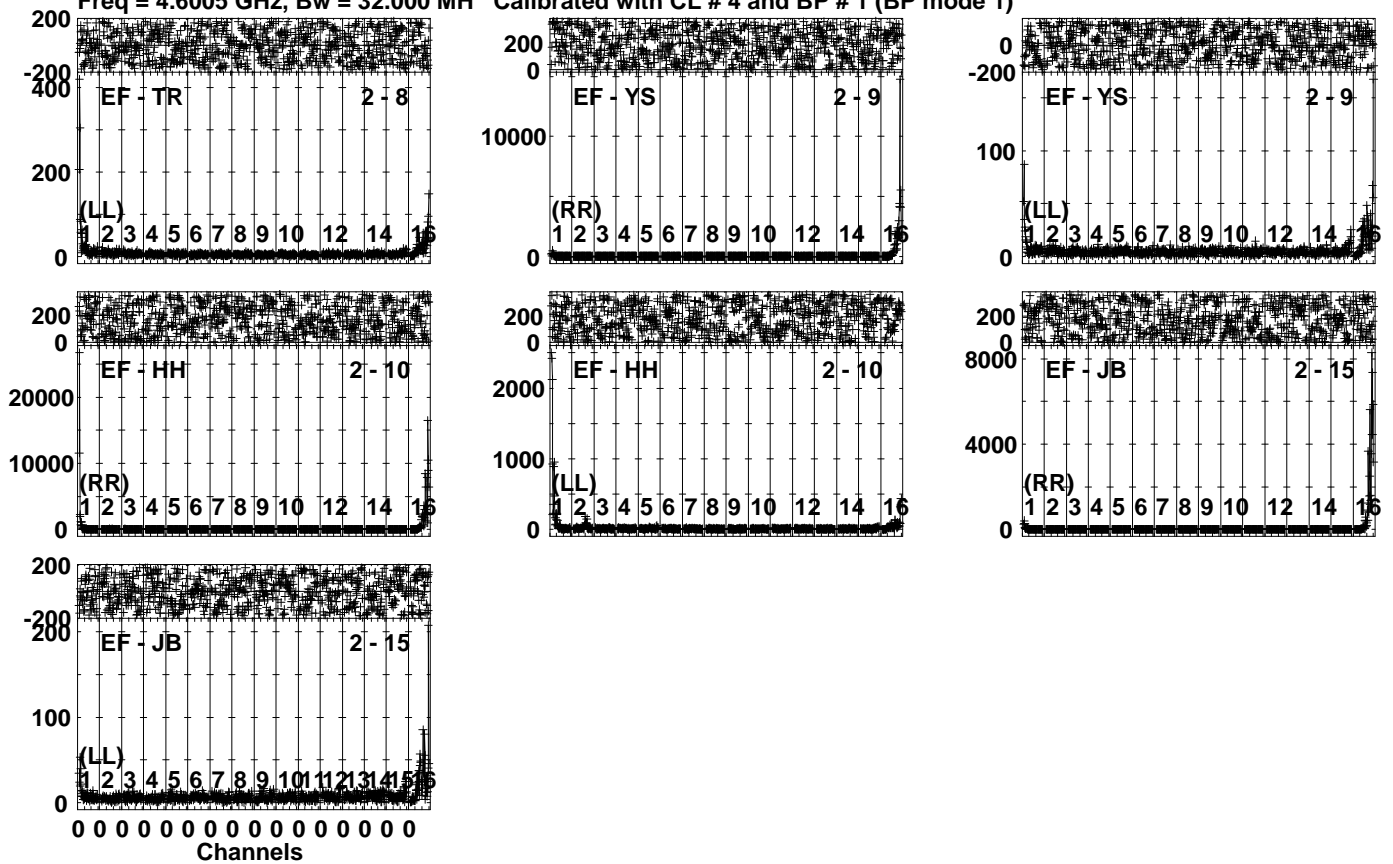 Freq = 4.6005 GHz, Bw = 32.000 MH Calibrated with CL # 4 and BP # 1 (BP mode 1)
200
-200
400
200
0
EF - TR 2 - 8
(LL)
1 2 3 4 5 6 7 8 9 10 12 14 16
200
0
10000
0
EF - YS 2 - 9
(RR)
1 2 3 4 5 6 7 8 9 10 12 14 16
0
-200
100
0
EF - YS 2 - 9
(LL)
1 2 3 4 5 6 7 8 9 10 12 14 16
200
0
20000
10000
0
EF - HH 2 - 10
(RR)
1 2 3 4 5 6 7 8 9 10 12 14 16
200
0
2000
1000
0
EF - HH 2 - 10
(LL)
1 2 3 4 5 6 7 8 9 10 12 14 16
200
0
8000
4000
0
EF - JB 2 - 15
(RR)
1 2 3 4 5 6 7 8 9 10 12 14 16
200
-200
200
100
0
EF - JB 2 - 15
(LL)
1 2 3 4 5 6 7 8 9 10 11 12 13 14 15 16
0 0 0 0 0 0 0 0 0 0 0 0 0 0 0 0
Channels